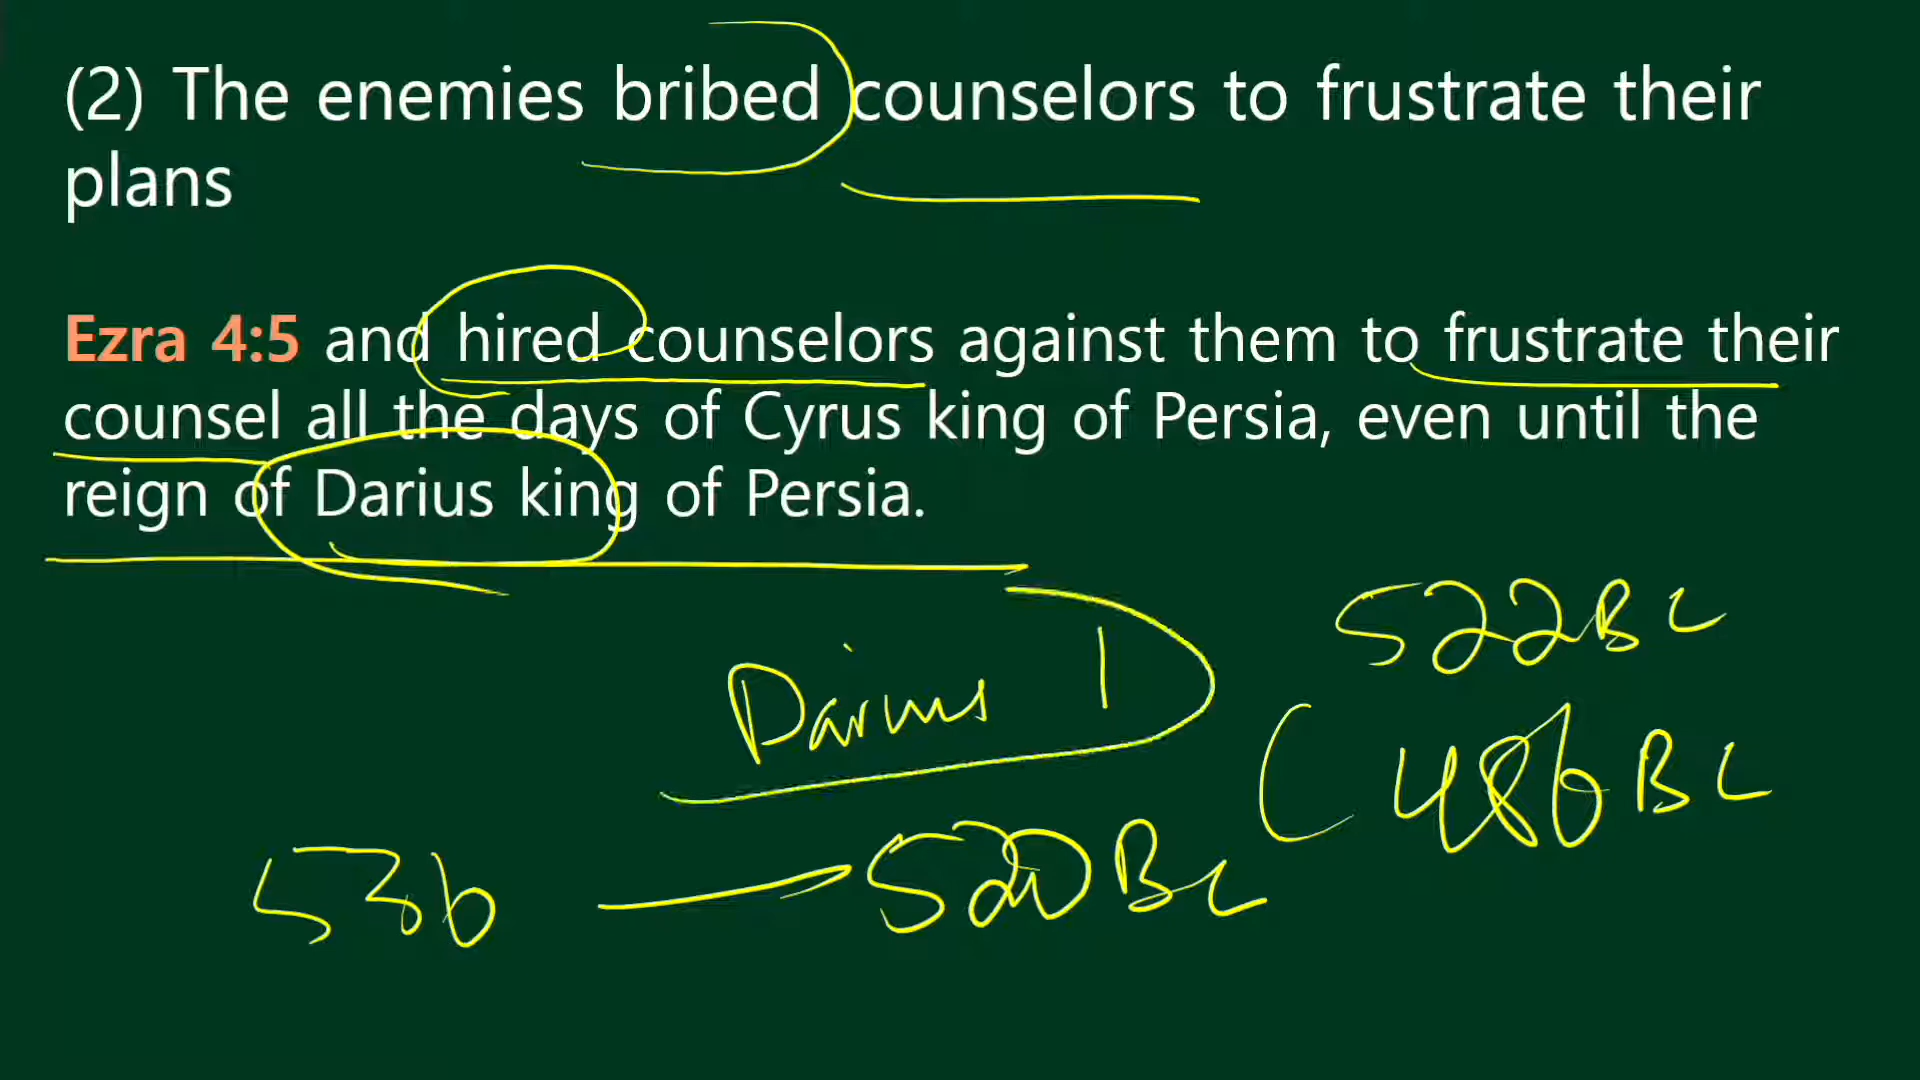 (2) The enemies bribed counselors to frustrate their
plans
Ezra 4:5 and hired counselors against them to frustrate their
counsel all the days of Cyrus king of Persia, even until the
reign of Darius king of Persia.
522BC
Darius I
486BC
536 → 520BC